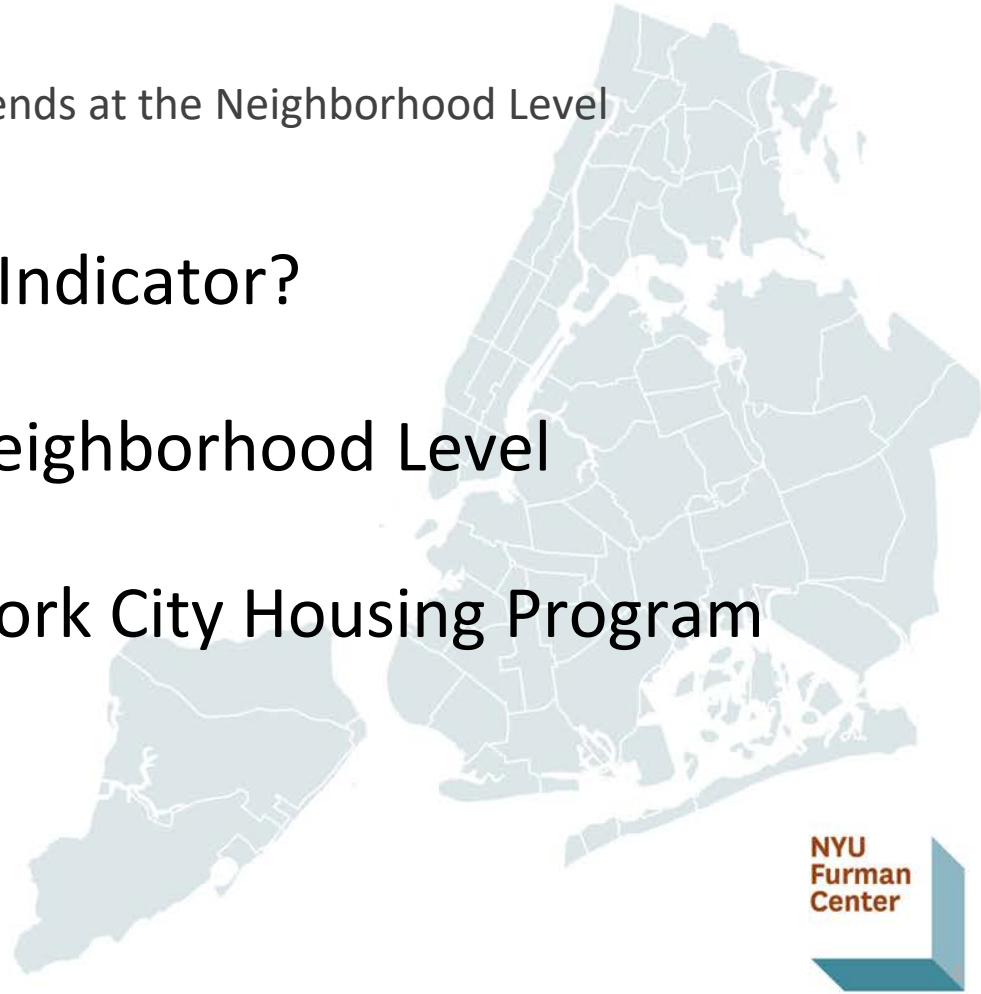 ends at the Neighborhood Level
Indicator?
eighborhood Level
ork City Housing Program
NYU
Furman
Center